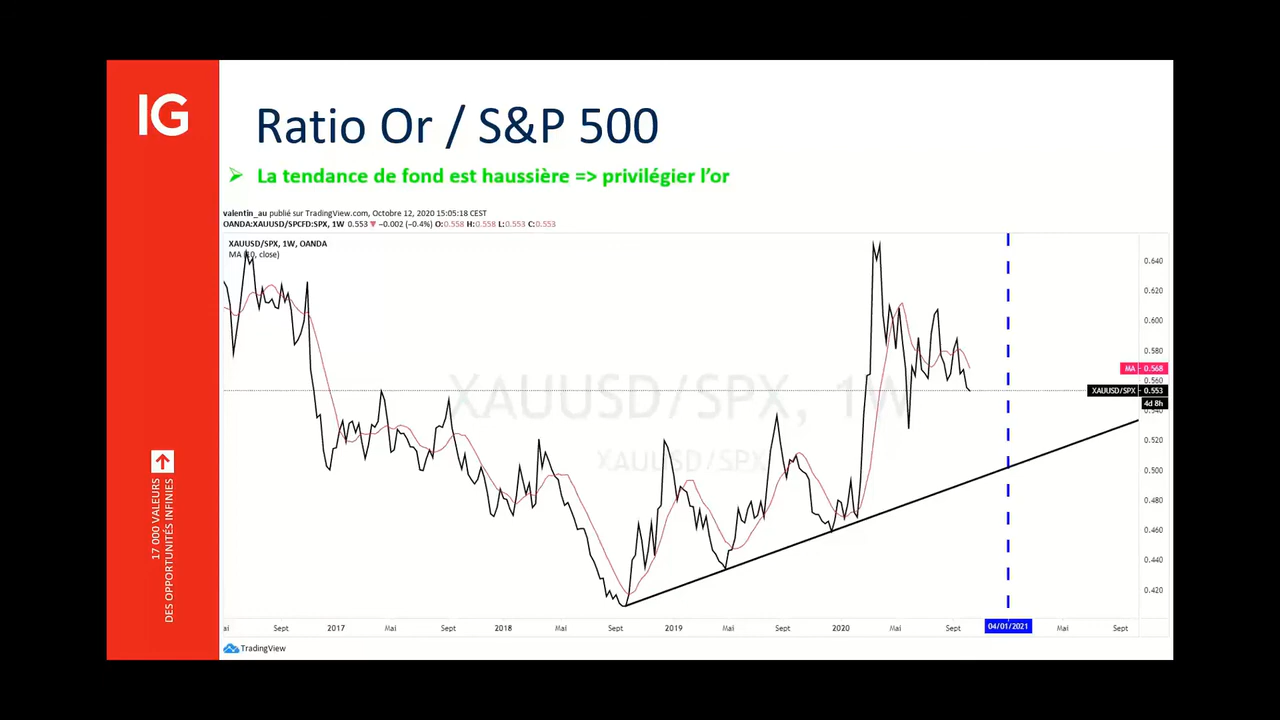 IG
Ratio Or / S&P 500
➢ La tendance de fond est haussière => privilégier l'or
valentin_au publié sur TradingView.com, Octobre 12, 2020 15:05:18 CEST
OANDA:XAUUSD/SPCFD:SPX, 1W 0.553 ▼ −0.002 (−0.4%) O:0.558 H:0.558 L:0.553 C:0.553
XAUUSD/SPX, 1W, OANDA
MA (10, close)
XAUUSD/SPX, 1W
XAUUSD/SPX
0.640
0.620
0.600
0.580
MA 0.568
0.560
XAUUSD/SPX 0.553
4d 8h
0.540
0.520
0.500
0.480
0.460
0.440
0.420
ai Sept 2017 Mai Sept 2018 Mai Sept 2019 Mai Sept 2020 Mai Sept 04/01/2021 Mai Sept
TradingView
17 000 VALEURS
DES OPPORTUNITÉS INFINIES